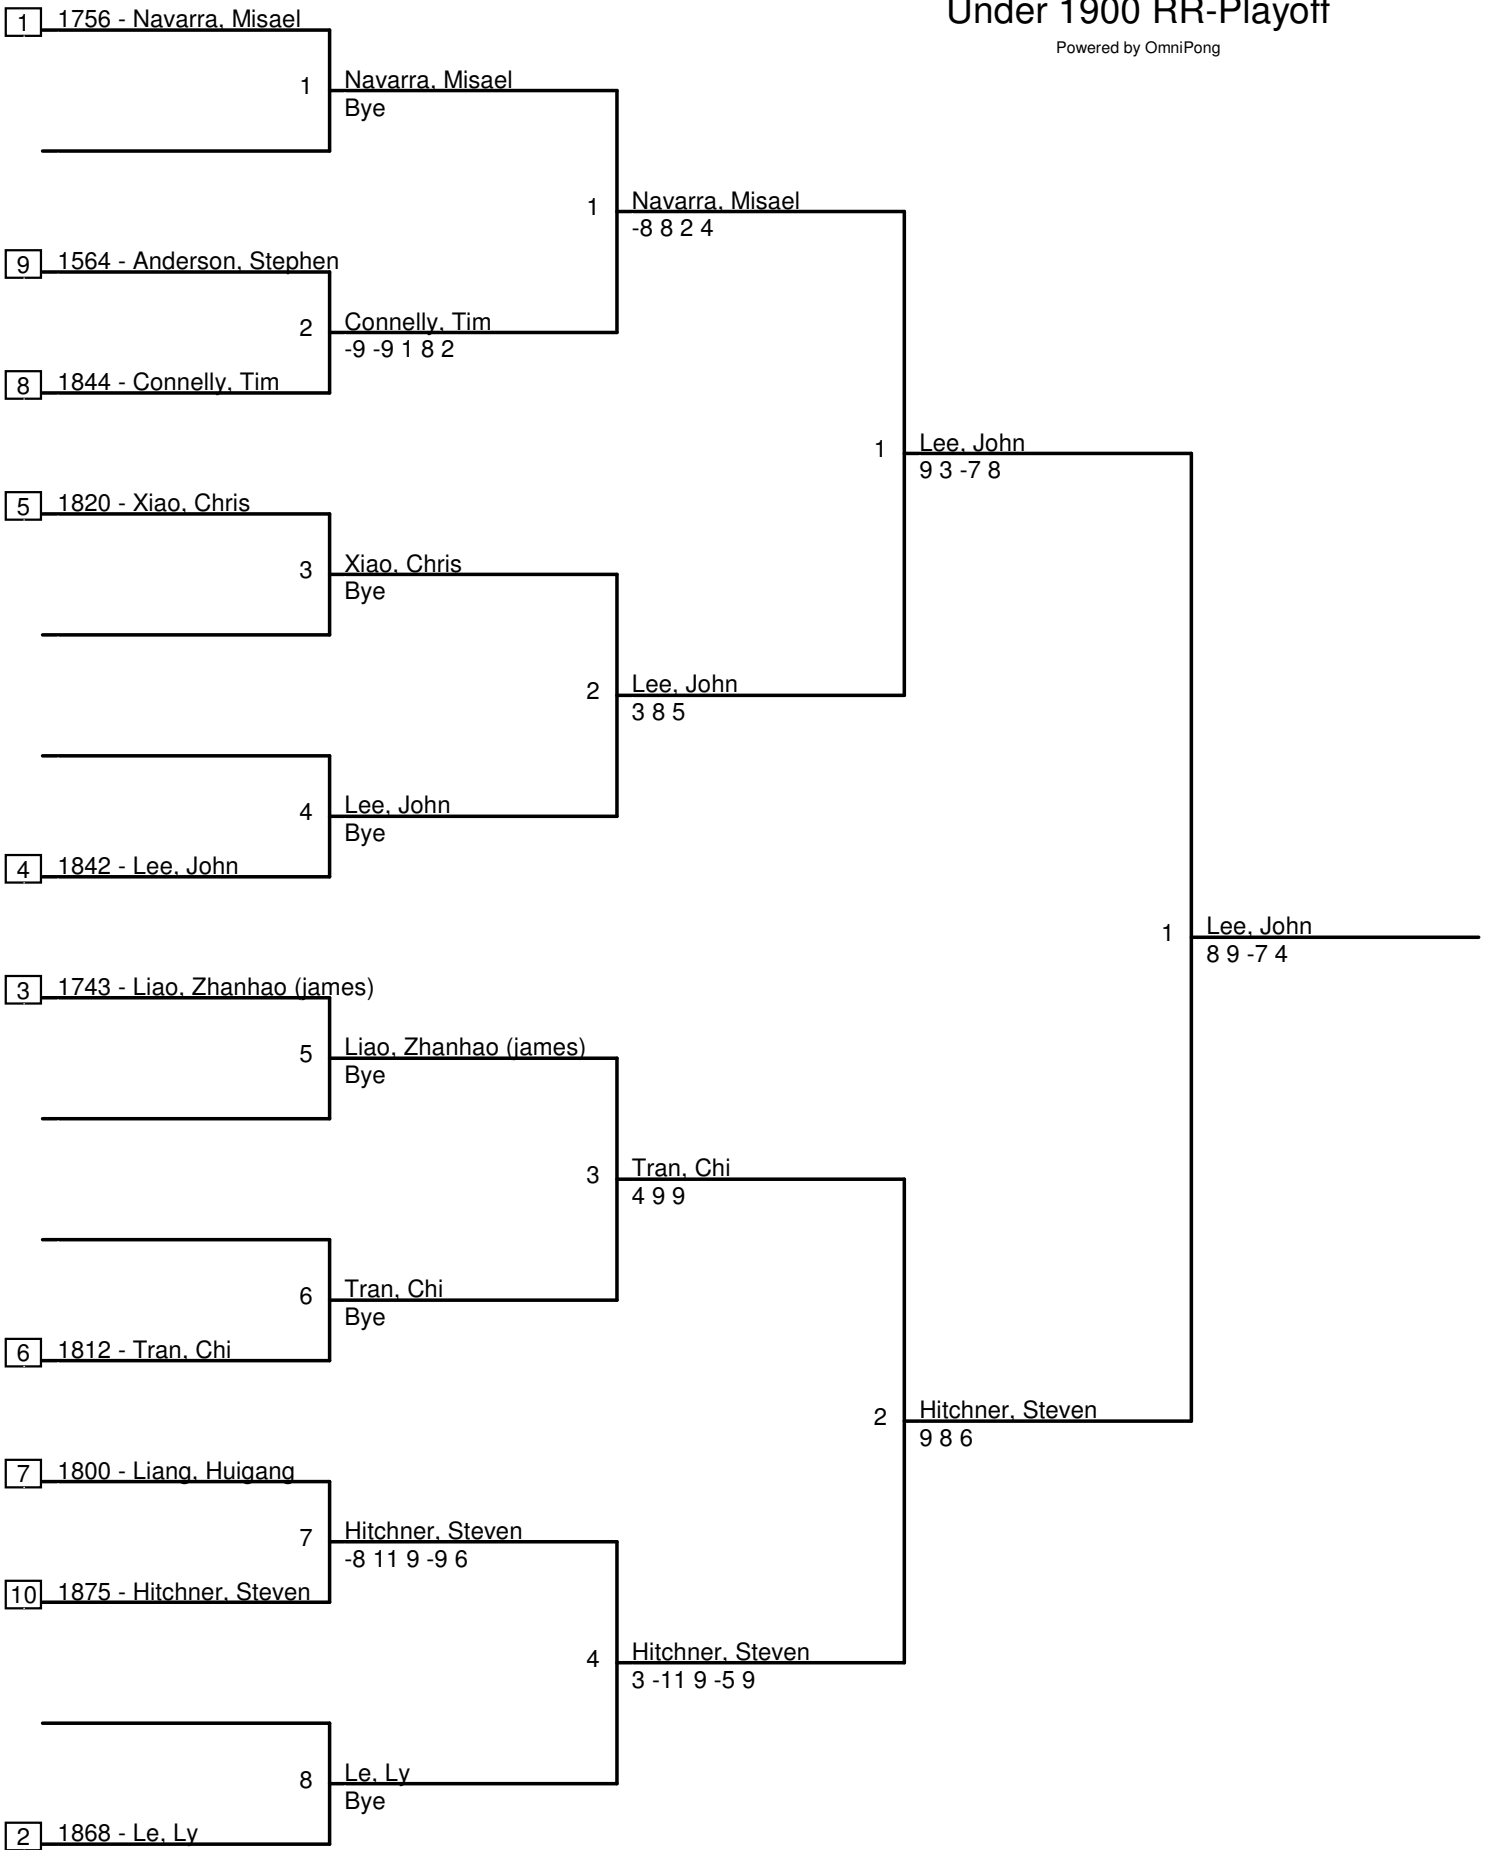 Under 1900 RR-Playoff
Powered by OmniPong
1 1756 - Navarra, Misael
1 Navarra, Misael
Bye
1 Navarra, Misael
-8 8 2 4
9 1564 - Anderson, Stephen
2 Connelly, Tim
-9 -9 1 8 2
8 1844 - Connelly, Tim
1 Lee, John
9 3 -7 8
5 1820 - Xiao, Chris
3 Xiao, Chris
Bye
2 Lee, John
3 8 5
4 Lee, John
Bye
4 1842 - Lee, John
1 Lee, John
8 9 -7 4
3 1743 - Liao, Zhanhao (james)
5 Liao, Zhanhao (james)
Bye
3 Tran, Chi
4 9 9
6 Tran, Chi
Bye
6 1812 - Tran, Chi
2 Hitchner, Steven
9 8 6
7 1800 - Liang, Huigang
7 Hitchner, Steven
-8 11 9 -9 6
10 1875 - Hitchner, Steven
4 Hitchner, Steven
3 -11 9 -5 9
8 Le, Ly
Bye
2 1868 - Le, Ly